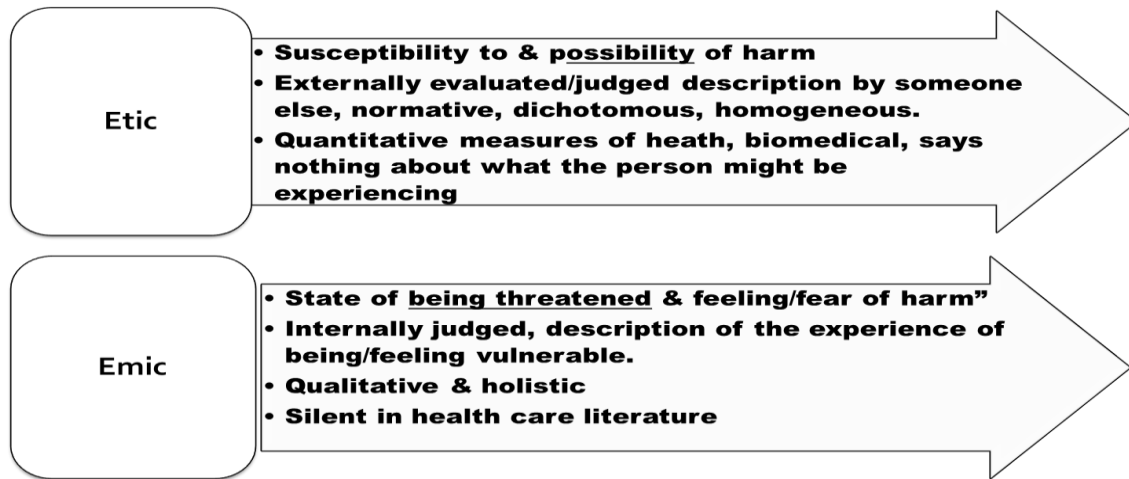 Etic
• Susceptibility to & possibility of harm
• Externally evaluated/judged description by someone
else, normative, dichotomous, homogeneous.
• Quantitative measures of heath, biomedical, says
nothing about what the person might be
experiencing
Emic
• State of being threatened & feeling/fear of harm”
• Internally judged, description of the experience of
being/feeling vulnerable.
• Qualitative & holistic
• Silent in health care literature